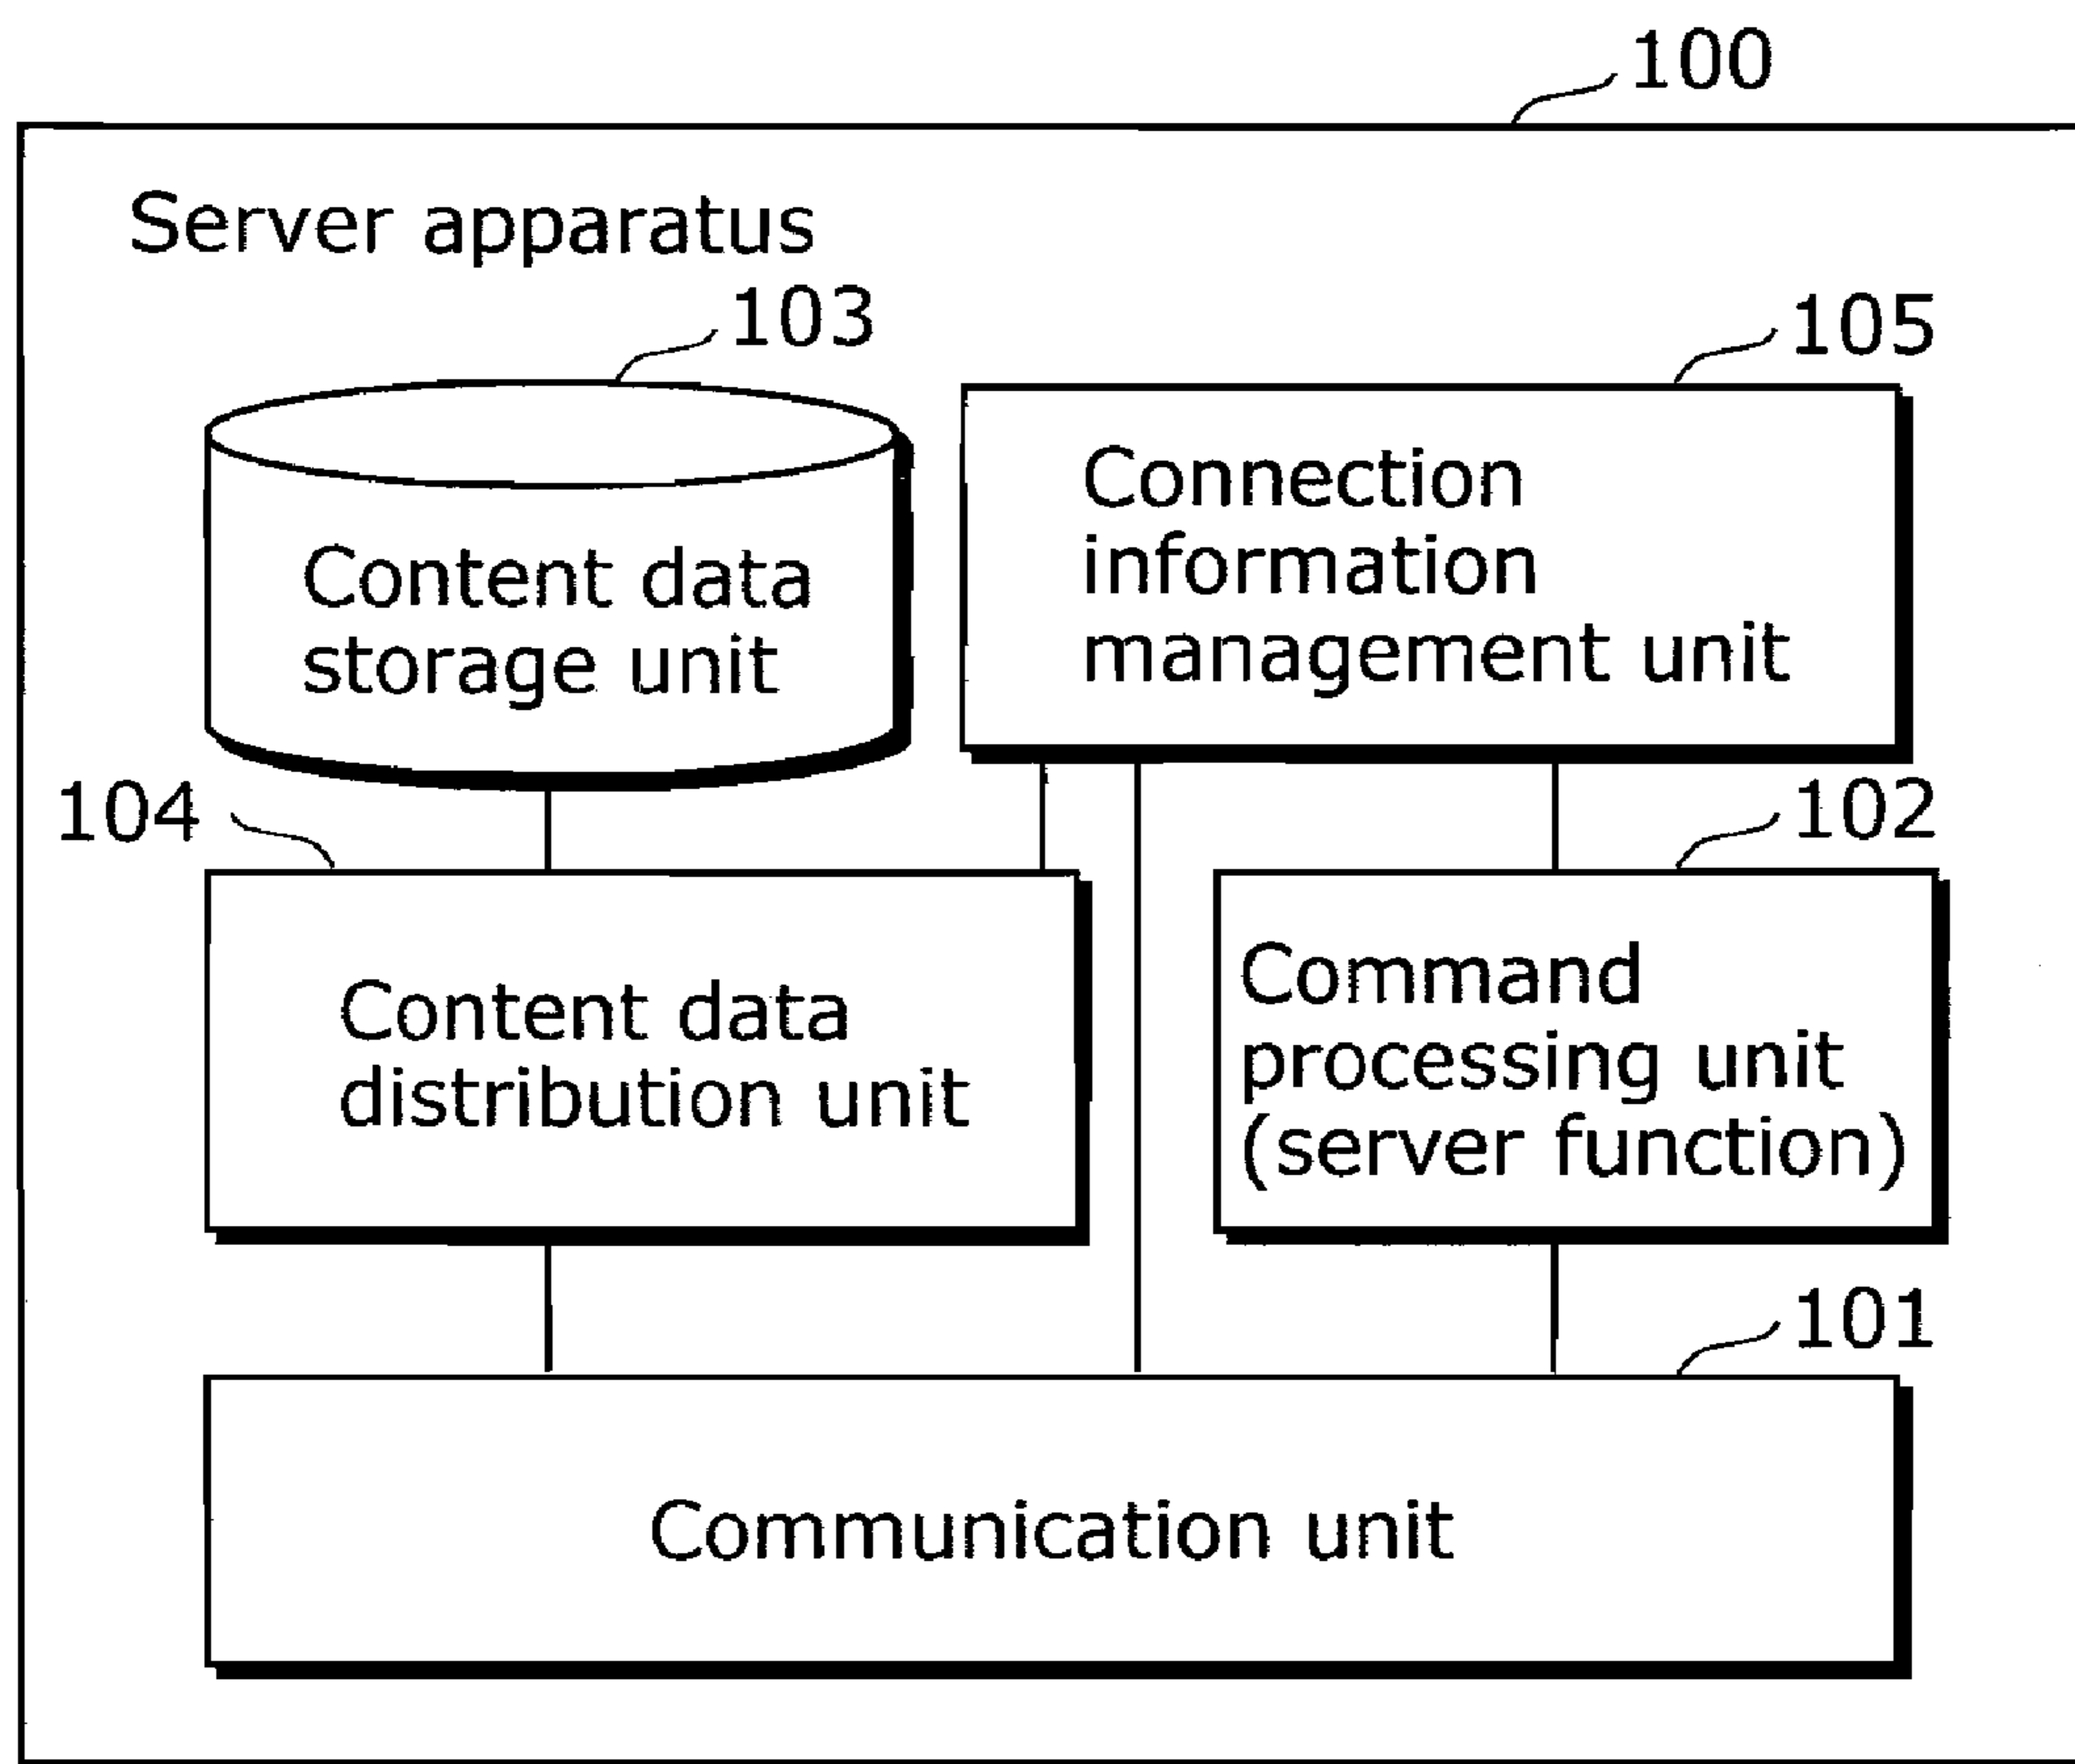 100
Server apparatus
103
105
Content data
storage unit
Connection
information
management unit
104
102
Content data
distribution unit
Command
processing unit
(server function)
101
Communication unit